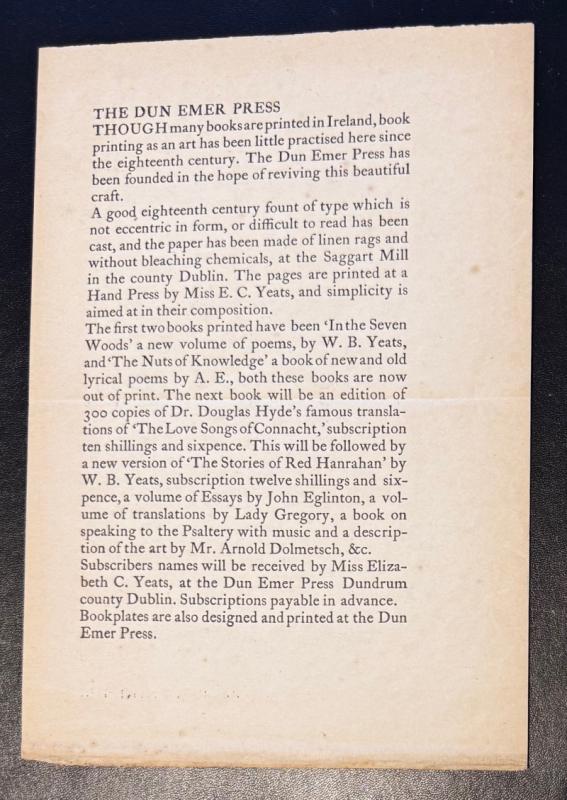 THE DUN EMER PRESS
THOUGH many books are printed in Ireland, book
printing as an art has been little practised here since
the eighteenth century. The Dun Emer Press has
been founded in the hope of reviving this beautiful
craft.
A good eighteenth century fount of type which is
not eccentric in form, or difficult to read has been
cast, and the paper has been made of linen rags and
without bleaching chemicals, at the Saggart Mill
in the county Dublin. The pages are printed at a
Hand Press by Miss E. C. Yeats, and simplicity is
aimed at in their composition.
The first two books printed have been ‘In the Seven
Woods’ a new volume of poems, by W. B. Yeats,
and ‘The Nuts of Knowledge’ a book of new and old
lyrical poems by A. E., both these books are now
out of print. The next book will be an edition of
300 copies of Dr. Douglas Hyde’s famous transla-
tions of ‘The Love Songs of Connacht,’ subscription
ten shillings and sixpence. This will be followed by
a new version of ‘The Stories of Red Hanrahan’ by
W. B. Yeats, subscription twelve shillings and six-
pence, a volume of Essays by John Eglinton, a vol-
ume of translations by Lady Gregory, a book on
speaking to the Psaltery with music and a descrip-
tion of the art by Mr. Arnold Dolmetsch, &c.
Subscribers names will be received by Miss Eliza-
beth C. Yeats, at the Dun Emer Press Dundrum
county Dublin. Subscriptions payable in advance.
Bookplates are also designed and printed at the Dun
Emer Press.